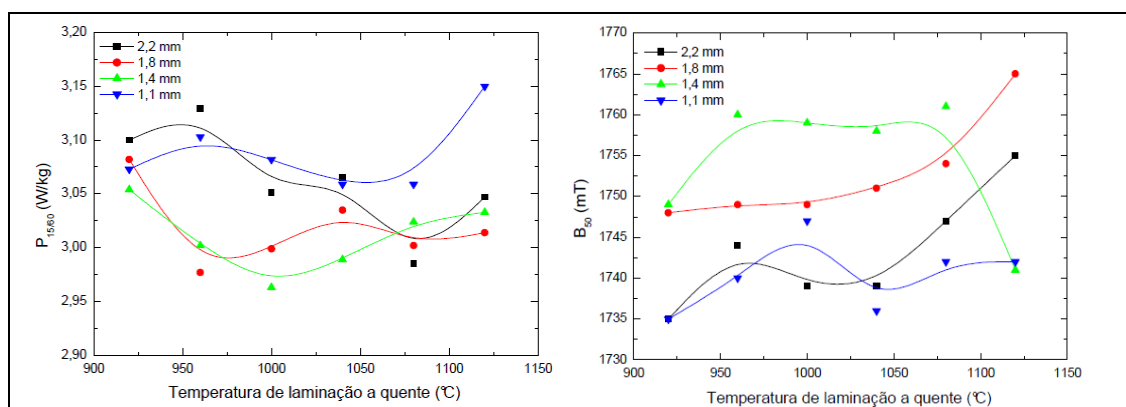 3,20
3,15
3,10
3,05
3,00
2,95
2,90
P15/60 (W/kg)
2,2 mm
1,8 mm
1,4 mm
1,1 mm
900 950 1000 1050 1100 1150
Temperatura de laminação a quente (°C)
1770
1765
1760
1755
1750
1745
1740
1735
1730
B50 (mT)
2,2 mm
1,8 mm
1,4 mm
1,1 mm
900 950 1000 1050 1100 1150
Temperatura de laminação a quente (°C)